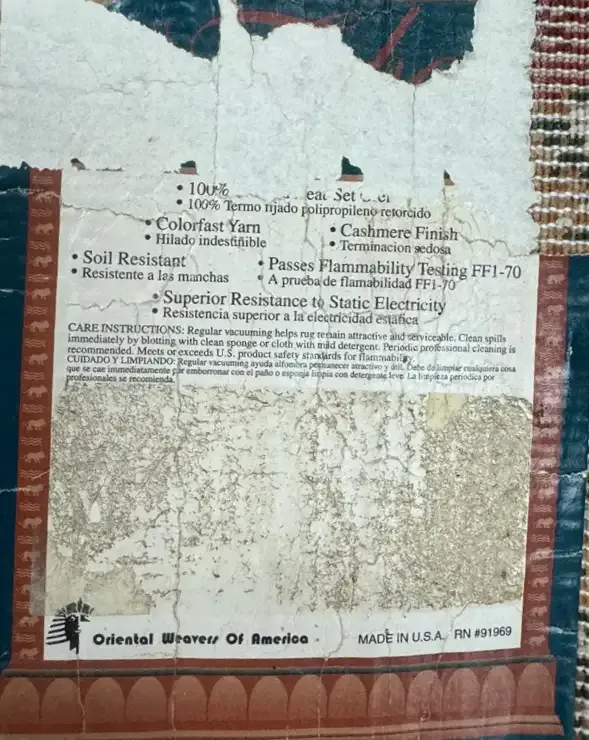 • 100% eat Set
• 100% Termo fijado polipropileno retorcido
• Colorfast Yarn
• Hilado indestiñible
• Cashmere Finish
• Terminacion sedosa
• Soil Resistant
• Resistente a las manchas
• Passes Flammability Testing FF1-70
• A prueba de flamabilidad FF1-70
• Superior Resistance to Static Electricity
• Resistencia superior a la electricidad estática
CARE INSTRUCTIONS: Regular vacuuming helps rug remain attractive and serviceable. Clean spills
immediately by blotting with clean sponge or cloth with mild detergent. Periodic professional cleaning is
recommended. Meets or exceeds U.S. product safety standards for flammability.
CUIDADO Y LIMPIANDO: Regular vacuuming ayuda alfombra permanecer attractivo y útil. Debe de limpiar cualquiera cosa
que se cae immediatamente par emborronar con el paño o esponja limpia con detergente leve. La limpieza periodica por
profesionales se recomienda.
Oriental Weavers Of America
MADE IN U.S.A. RN #91969